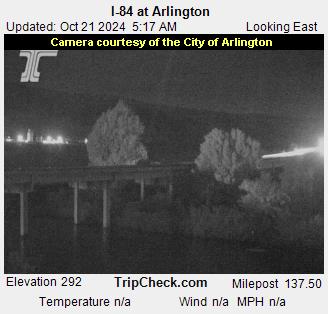 I-84 at Arlington
Updated: Oct 21 2024 5:17 AM Looking East
Camera courtesy of the City of Arlington
Elevation 292 TripCheck.com Milepost 137.50
Temperature n/a Wind n/a MPH n/a